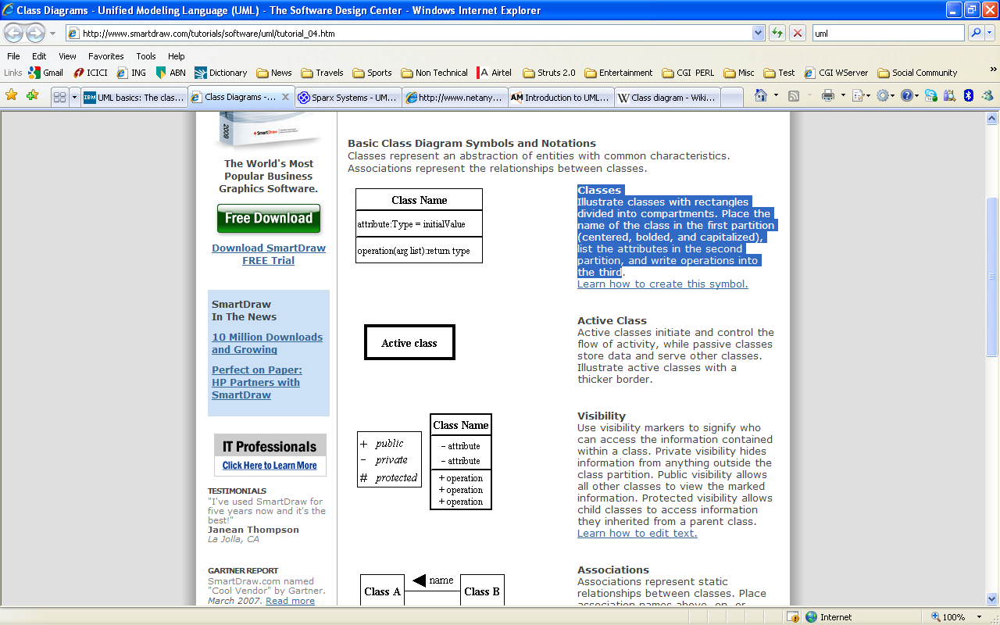 Class Diagrams - Unified Modeling Language (UML) - The Software Design Center - Windows Internet Explorer
http://www.smartdraw.com/tutorials/software/uml/tutorial_04.htm
uml
File Edit View Favorites Tools Help
Links Gmail ICICI ING ABN Dictionary News Travels Sports Non Technical Airtel Struts 2.0 Entertainment CGI PERL Misc Test CGI WServer Social Community »
IBM UML basics: The clas... Class Diagrams - ... X Sparx Systems - UM... http://www.netany... AM Introduction to UML... W Class diagram - Wiki...
2009
SmartDraw
The World's Most
Popular Business
Graphics Software.
Free Download
Download SmartDraw
FREE Trial
SmartDraw
In The News
10 Million Downloads
and Growing
Perfect on Paper:
HP Partners with
SmartDraw
IT Professionals
Click Here to Learn More
TESTIMONIALS
"I've used SmartDraw for
five years now and it's the
best!"
Janean Thompson
La Jolla, CA
GARTNER REPORT
SmartDraw.com named
"Cool Vendor" by Gartner.
March 2007. Read more
Basic Class Diagram Symbols and Notations
Classes represent an abstraction of entities with common characteristics.
Associations represent the relationships between classes.
Class Name
attribute:Type = initialValue
operation(arg list):return type
Classes
Illustrate classes with rectangles
divided into compartments. Place the
name of the class in the first partition
(centered, bolded, and capitalized),
list the attributes in the second
partition, and write operations into
the third.
Learn how to create this symbol.
Active class
Active Class
Active classes initiate and control the
flow of activity, while passive classes
store data and serve other classes.
Illustrate active classes with a
thicker border.
+ public
- private
# protected
Class Name
- attribute
- attribute
+ operation
+ operation
+ operation
Visibility
Use visibility markers to signify who
can access the information contained
within a class. Private visibility hides
information from anything outside the
class partition. Public visibility allows
all other classes to view the marked
information. Protected visibility allows
child classes to access information
they inherited from a parent class.
Learn how to edit text.
Class A
name
Class B
Associations
Associations represent static
relationships between classes. Place
association names above, on, or
Internet
100%